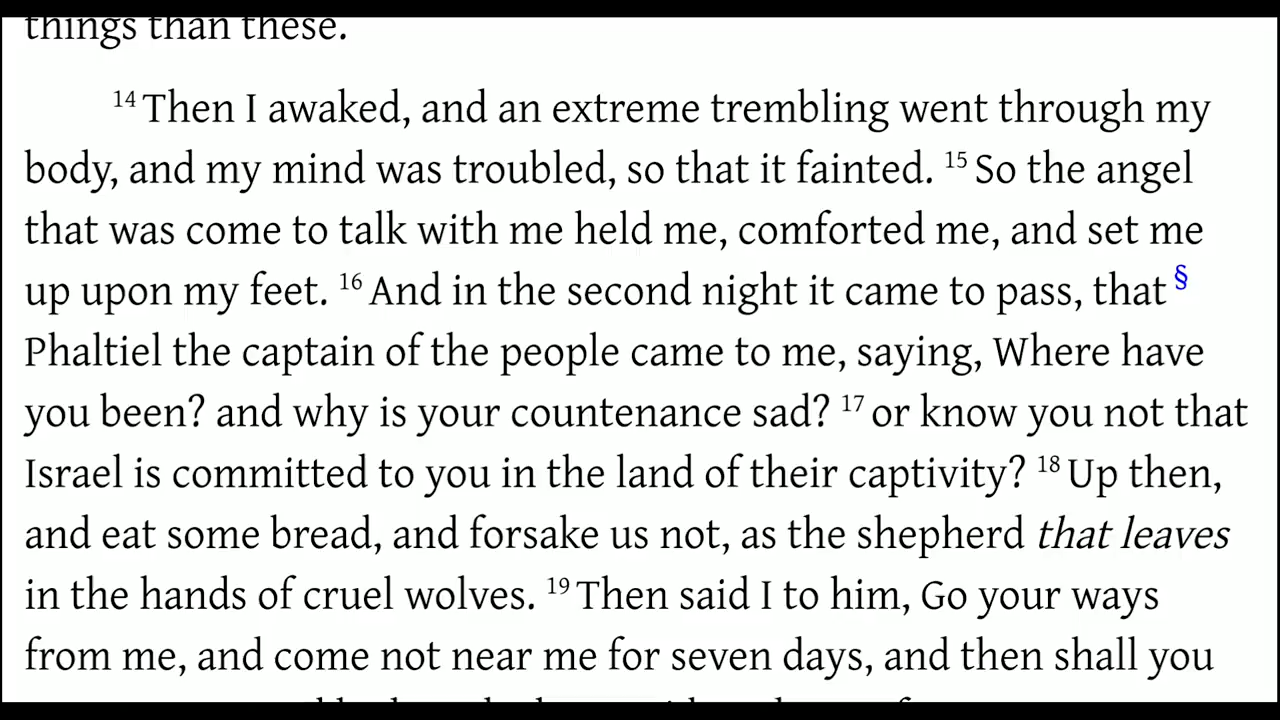 things than these.
14 Then I awaked, and an extreme trembling went through my
body, and my mind was troubled, so that it fainted. 15 So the angel
that was come to talk with me held me, comforted me, and set me
up upon my feet. 16 And in the second night it came to pass, that §
Phaltiel the captain of the people came to me, saying, Where have
you been? and why is your countenance sad? 17 or know you not that
Israel is committed to you in the land of their captivity? 18 Up then,
and eat some bread, and forsake us not, as the shepherd that leaves
in the hands of cruel wolves. 19 Then said I to him, Go your ways
from me, and come not near me for seven days, and then shall you